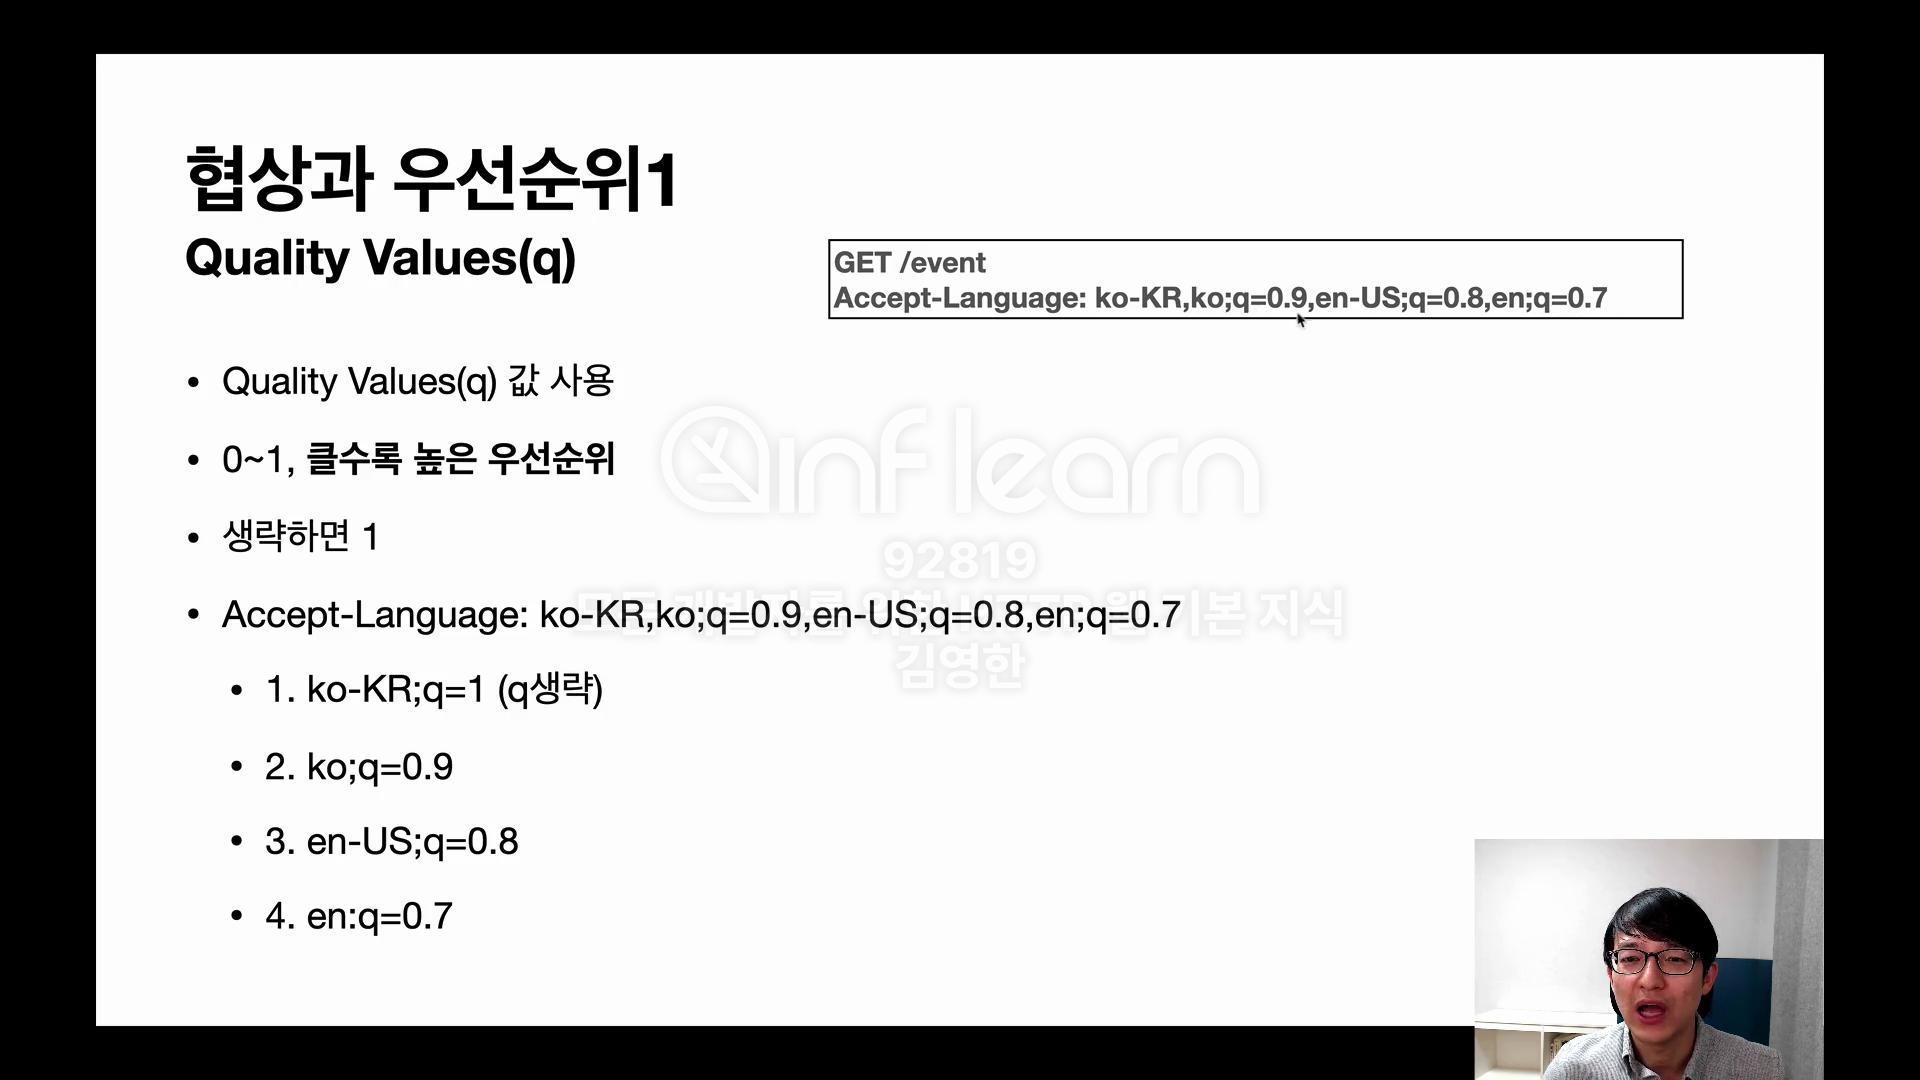 협상과 우선순위1
Quality Values(q)
GET /event
Accept-Language: ko-KR,ko;q=0.9,en-US;q=0.8,en;q=0.7
• Quality Values(q) 값 사용
• 0~1, 클수록 높은 우선순위
• 생략하면 1
• Accept-Language: ko-KR,ko;q=0.9,en-US;q=0.8,en;q=0.7
• 1. ko-KR;q=1 (q생략)
• 2. ko;q=0.9
• 3. en-US;q=0.8
• 4. en:q=0.7
inflearn
92819
모든 개발자를 위한 HTTP 웹 기본 지식
김영한